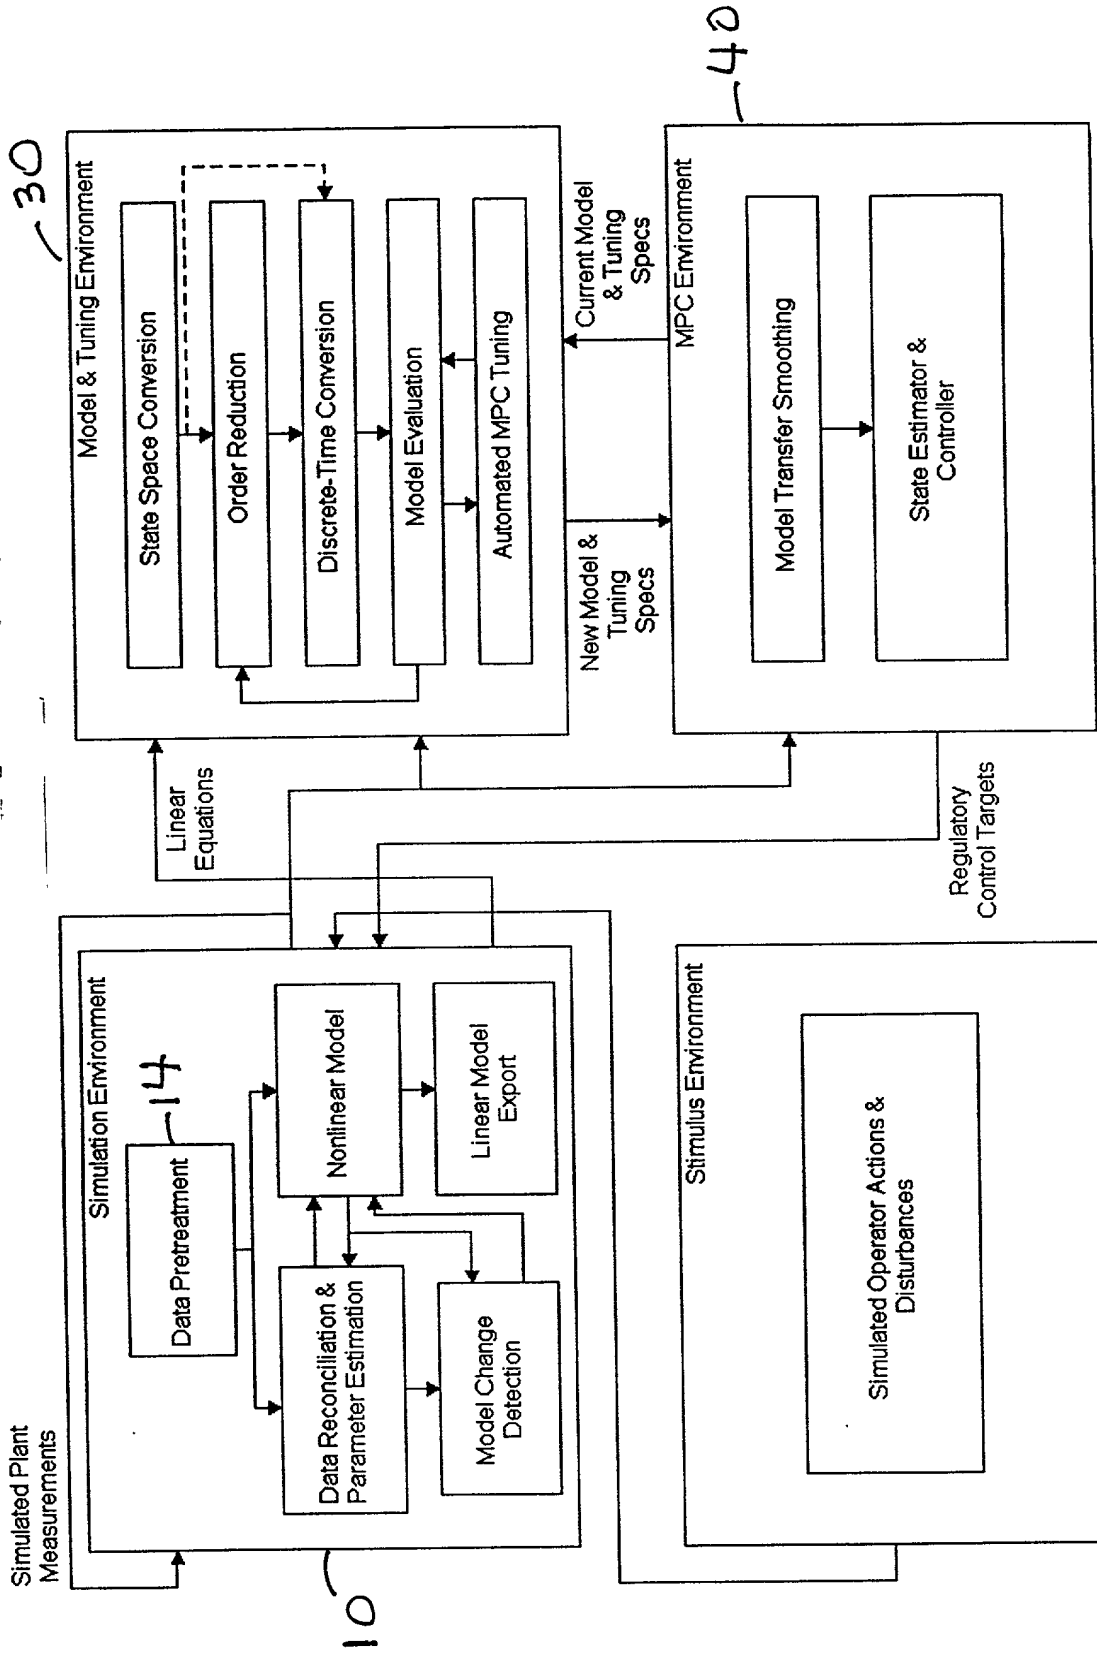 Simulated Plant
Measurements
Simulation Environment
Data Pretreatment
14
Data Reconciliation &
Parameter Estimation
Nonlinear Model
Model Change
Detection
Linear Model
Export
10
Linear
Equations
30
Model & Tuning Environment
State Space Conversion
Order Reduction
Discrete-Time Conversion
Model Evaluation
Automated MPC Tuning
New Model &
Tuning
Specs
Current Model
& Tuning
Specs
Stimulus Environment
Simulated Operator Actions &
Disturbances
Regulatory
Control Targets
MPC Environment
40
Model Transfer Smoothing
State Estimator &
Controller